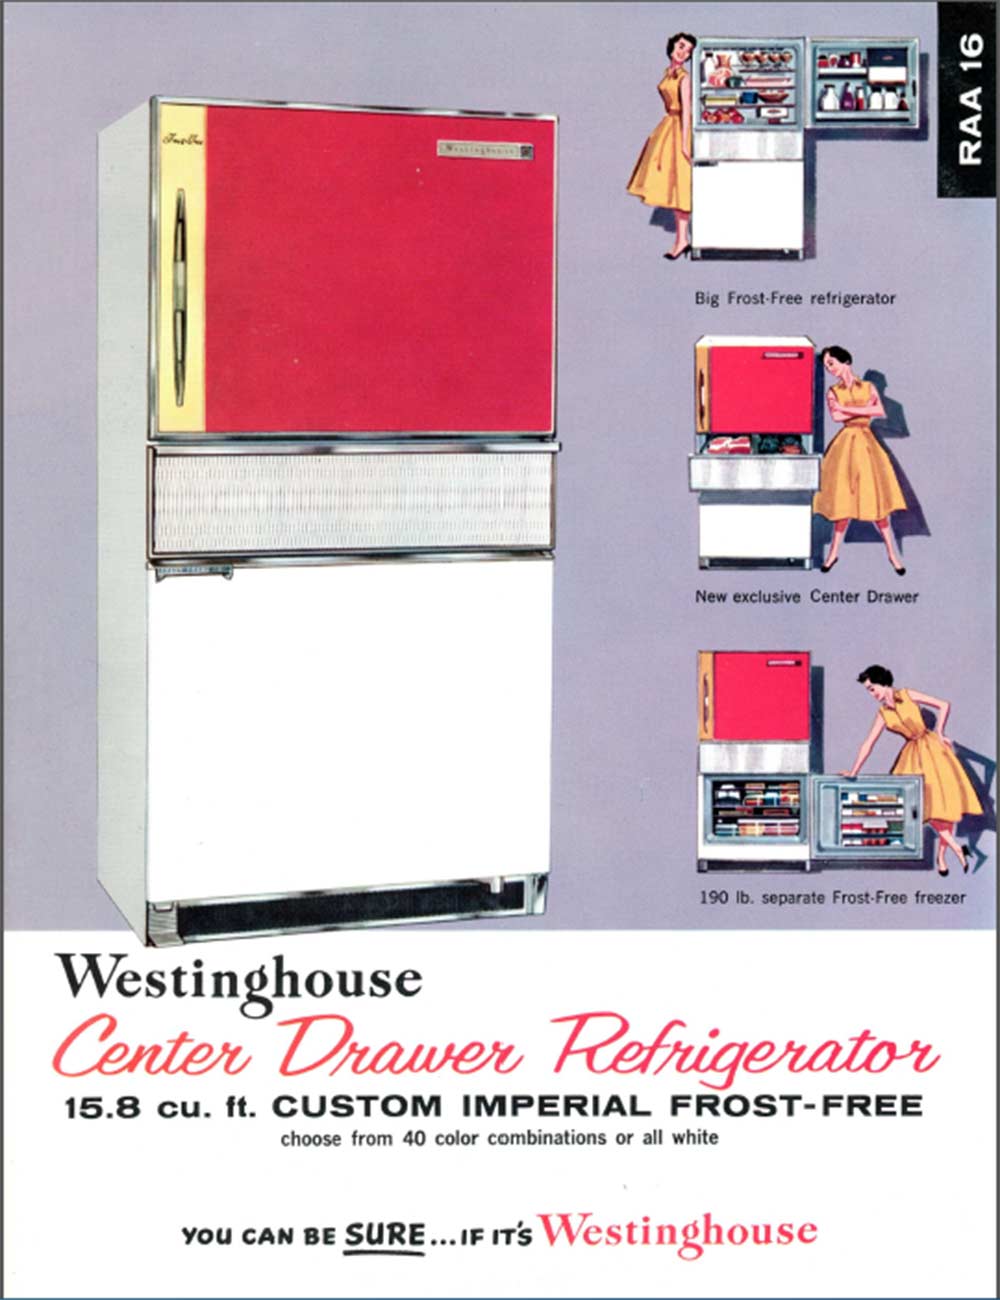 RAA 16
Frost-Free
Westinghouse
Big Frost-Free refrigerator
New exclusive Center Drawer
190 lb. separate Frost-Free freezer
Westinghouse
Center Drawer Refrigerator
15.8 cu. ft. CUSTOM IMPERIAL FROST-FREE
choose from 40 color combinations or all white
YOU CAN BE SURE...IF IT'S Westinghouse